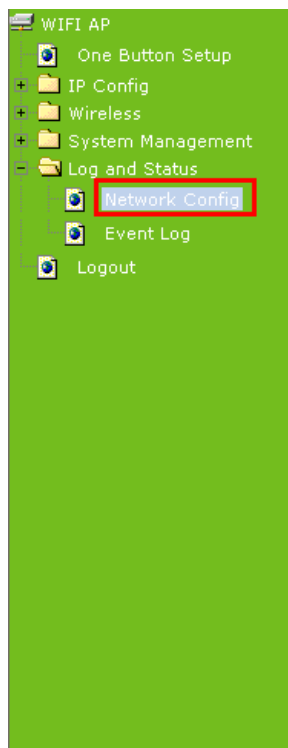 WIFI AP
One Button Setup
IP Config
Wireless
System Management
Log and Status
Network Config
Event Log
Logout